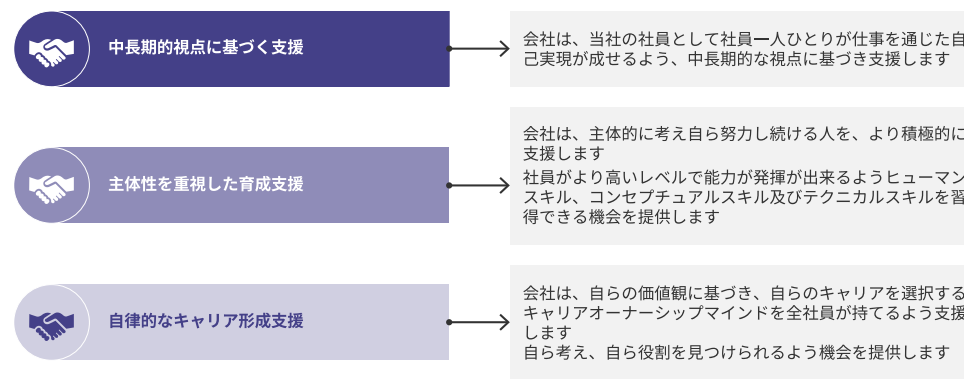 中長期的視点に基づく支援
会社は、当社の社員として社員一人ひとりが仕事を通じた自
己実現が成せるよう、中長期的な視点に基づき支援します
主体性を重視した育成支援
会社は、主体的に考え自ら努力し続ける人を、より積極的に
支援します
社員がより高いレベルで能力が発揮が出来るようヒューマン
スキル、コンセプチュアルスキル及びテクニカルスキルを習
得できる機会を提供します
自律的なキャリア形成支援
会社は、自らの価値観に基づき、自らのキャリアを選択する
キャリアオーナーシップマインドを全社員が持てるよう支援
します
自ら考え、自ら役割を見つけられるよう機会を提供します